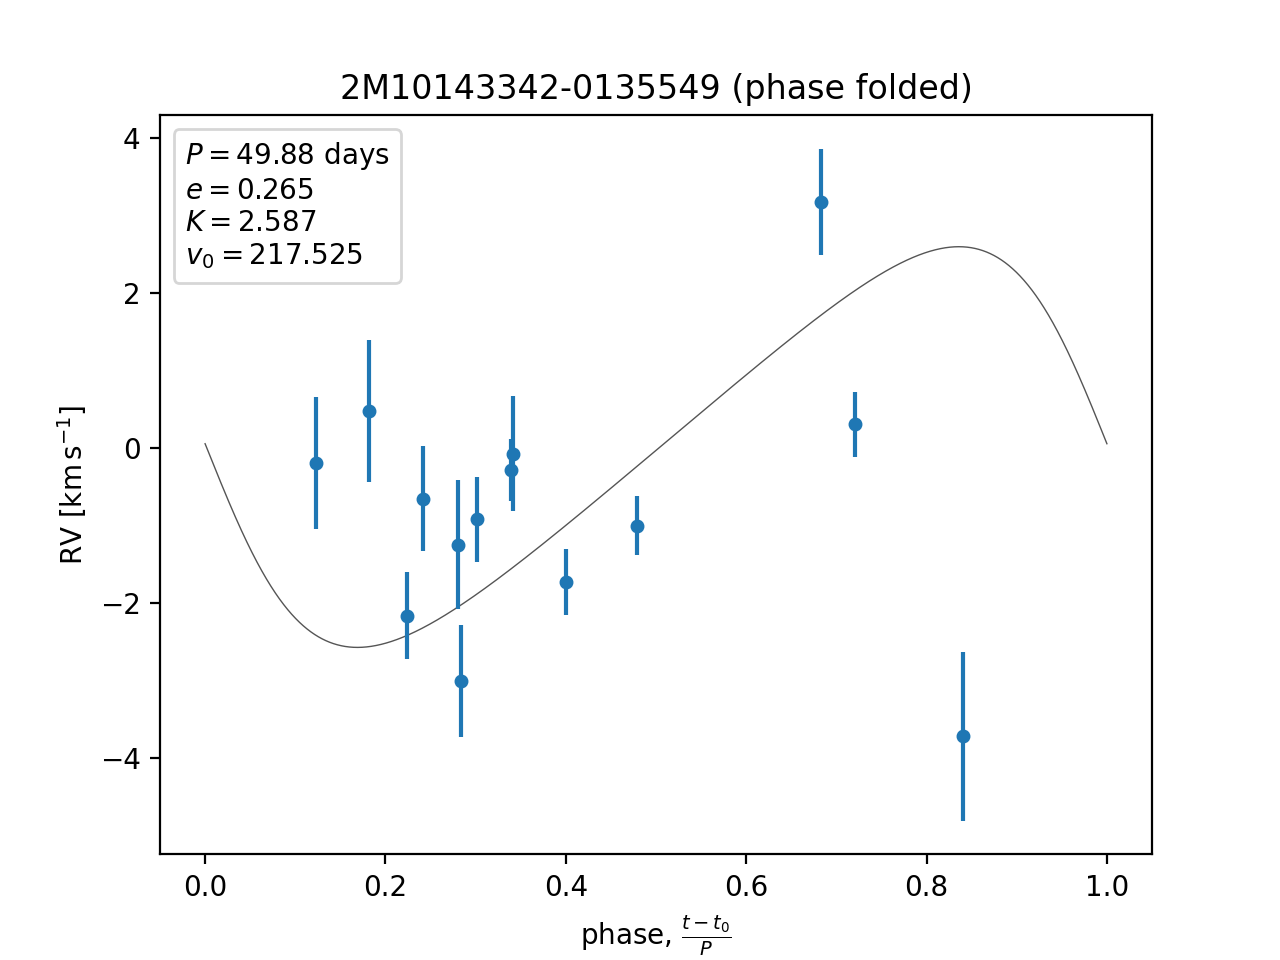 2M10143342-0135549 (phase folded)
P = 49.88 days
e = 0.265
K = 2.587
v₀ = 217.525
4
2
0
−2
−4
RV [km s⁻¹]
0.0 0.2 0.4 0.6 0.8 1.0
phase, (t − t₀)/P